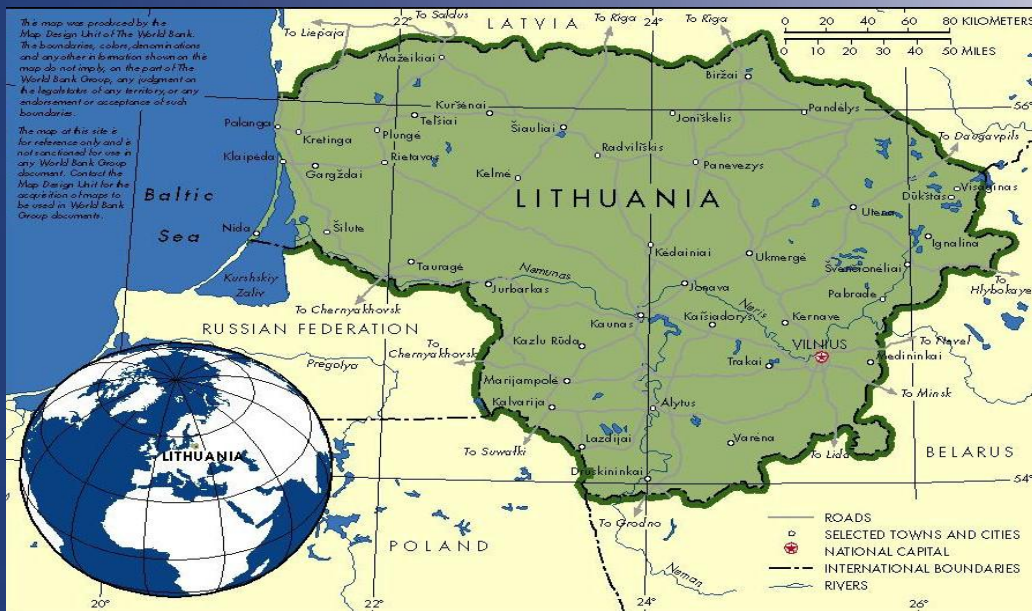 This map was produced by the
Map Design Unit of The World Bank.
The boundaries, colors, denominations
and any other information shown on this
map do not imply, on the part of The
World Bank Group, any judgment on
the legal status of any territory, or any
endorsement or acceptance of such
boundaries.
The map at this site is
for reference only and is
not sanctioned for use in
any World Bank Group
document. Contact the
Map Design Unit for the
acquisition of maps to
be used in World Bank
Group documents.
22°
To Saldus
LATVIA
To Riga
24°
To Riga
To Liepaja
0 20 40 60 80 KILOMETERS
0 10 20 30 40 50 MILES
Mažeikiai
Biržai
Kuršėnai
Telšiai
Šiauliai
Joniškelis
Pandėlys
56°
Palanga
Kretinga
Plungė
To Daugavpils
Klaipėda
Gargždai
Rietavas
Radviliškis
Panevezys
Kelmė
Visaginas
Dūkštas
Baltic
Sea
LITHUANIA
Utena
Nida
Šilute
Ignalina
Kėdainiai
Ukmergė
Švencionėliai
Tauragė
Kurshskiy
Zaliv
Nemunas
Jurbarkas
Jonava
Neris
Pabrade
To
Hlybokaye
To Chernyakhovsk
RUSSIAN FEDERATION
Kaunas
Kaišiadorys
Kernave
To
Chernyakhovsk
Kazlu Rūda
VILNIUS
To Nevel
Pregolya
Trakai
Medininkai
Marijampolė
To Minsk
Kalvarija
Alytus
Lazdijai
Varėna
To Suwałki
To Lida
BELARUS
LITHUANIA
Druskininkai
54°
To Grodno
POLAND
Neman
ROADS
SELECTED TOWNS AND CITIES
NATIONAL CAPITAL
INTERNATIONAL BOUNDARIES
RIVERS
20°
22°
24°
26°